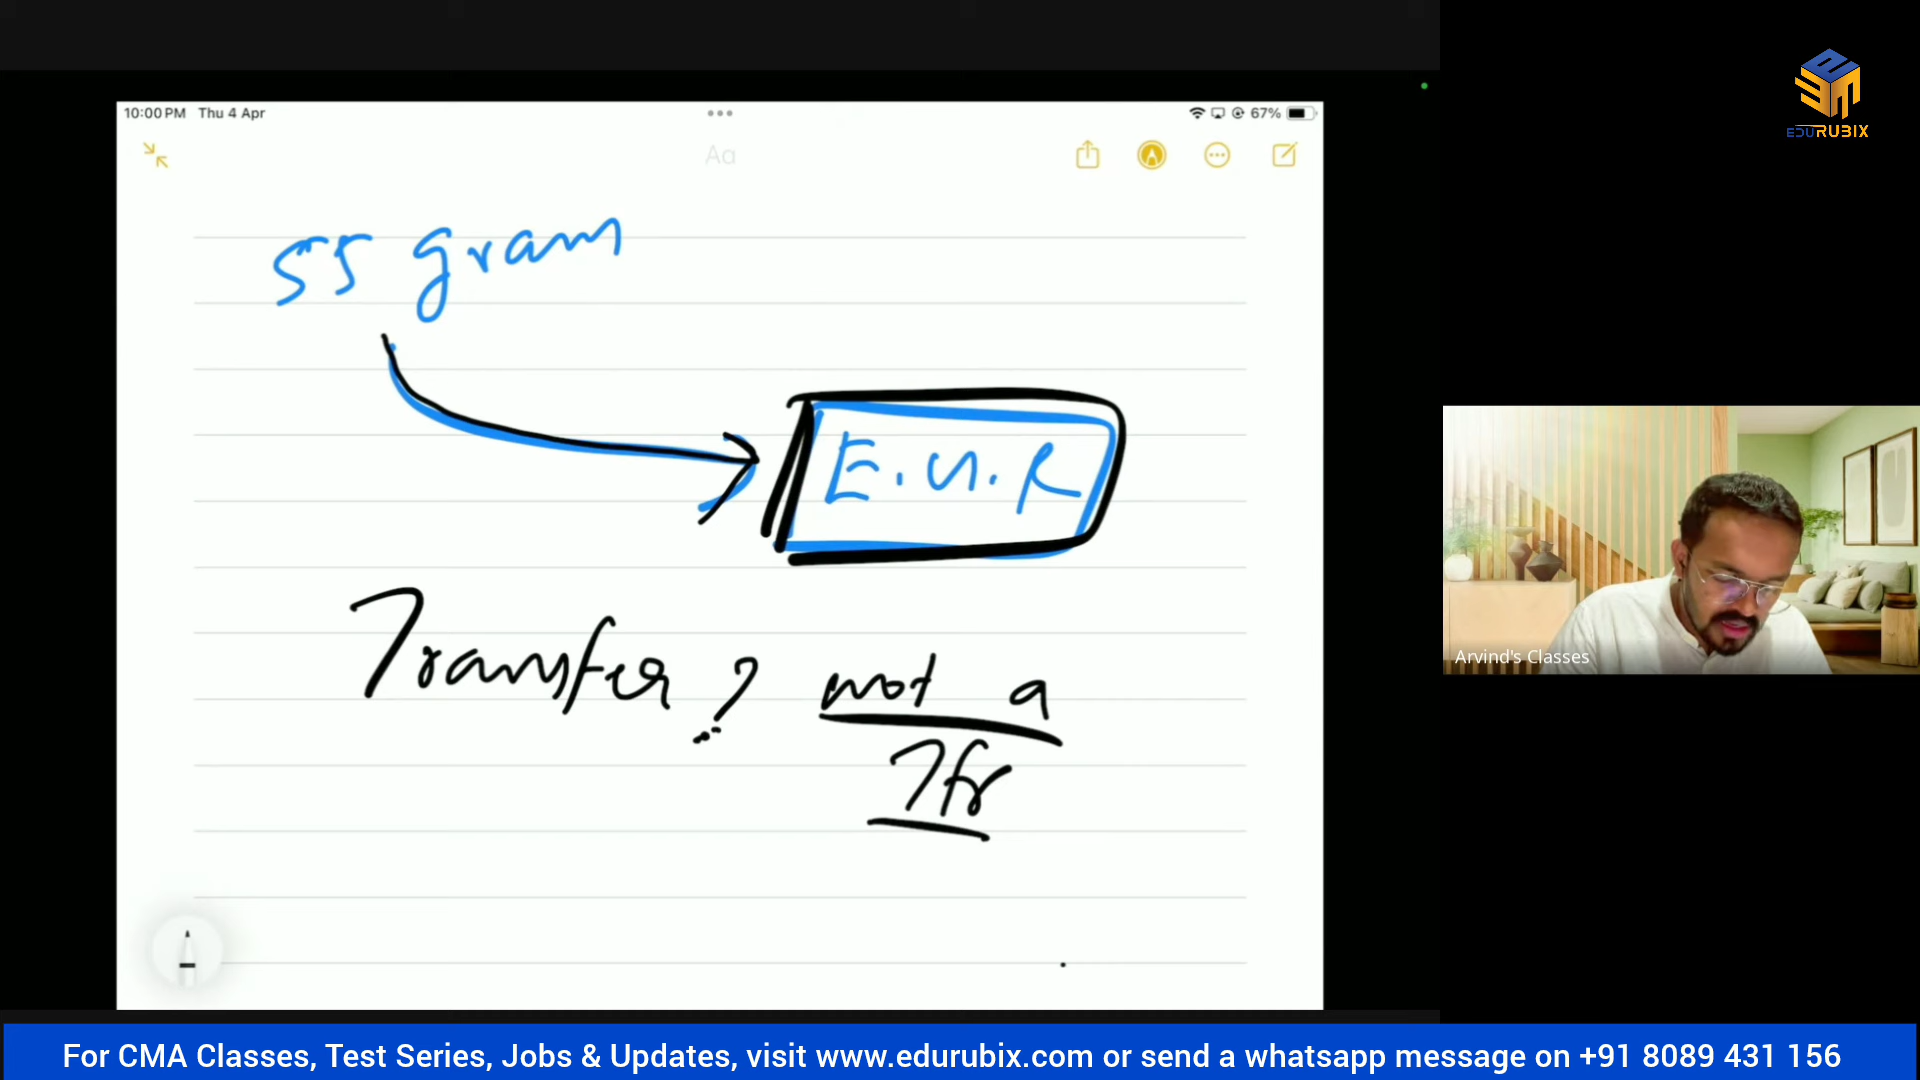 10:00 PM Thu 4 Apr
67%
Aa
55 gram
E.U.R
Transfer? not a
Tfr
EDURUBIX
Arvind's Classes
For CMA Classes, Test Series, Jobs & Updates, visit www.edurubix.com or send a whatsapp message on +91 8089 431 156